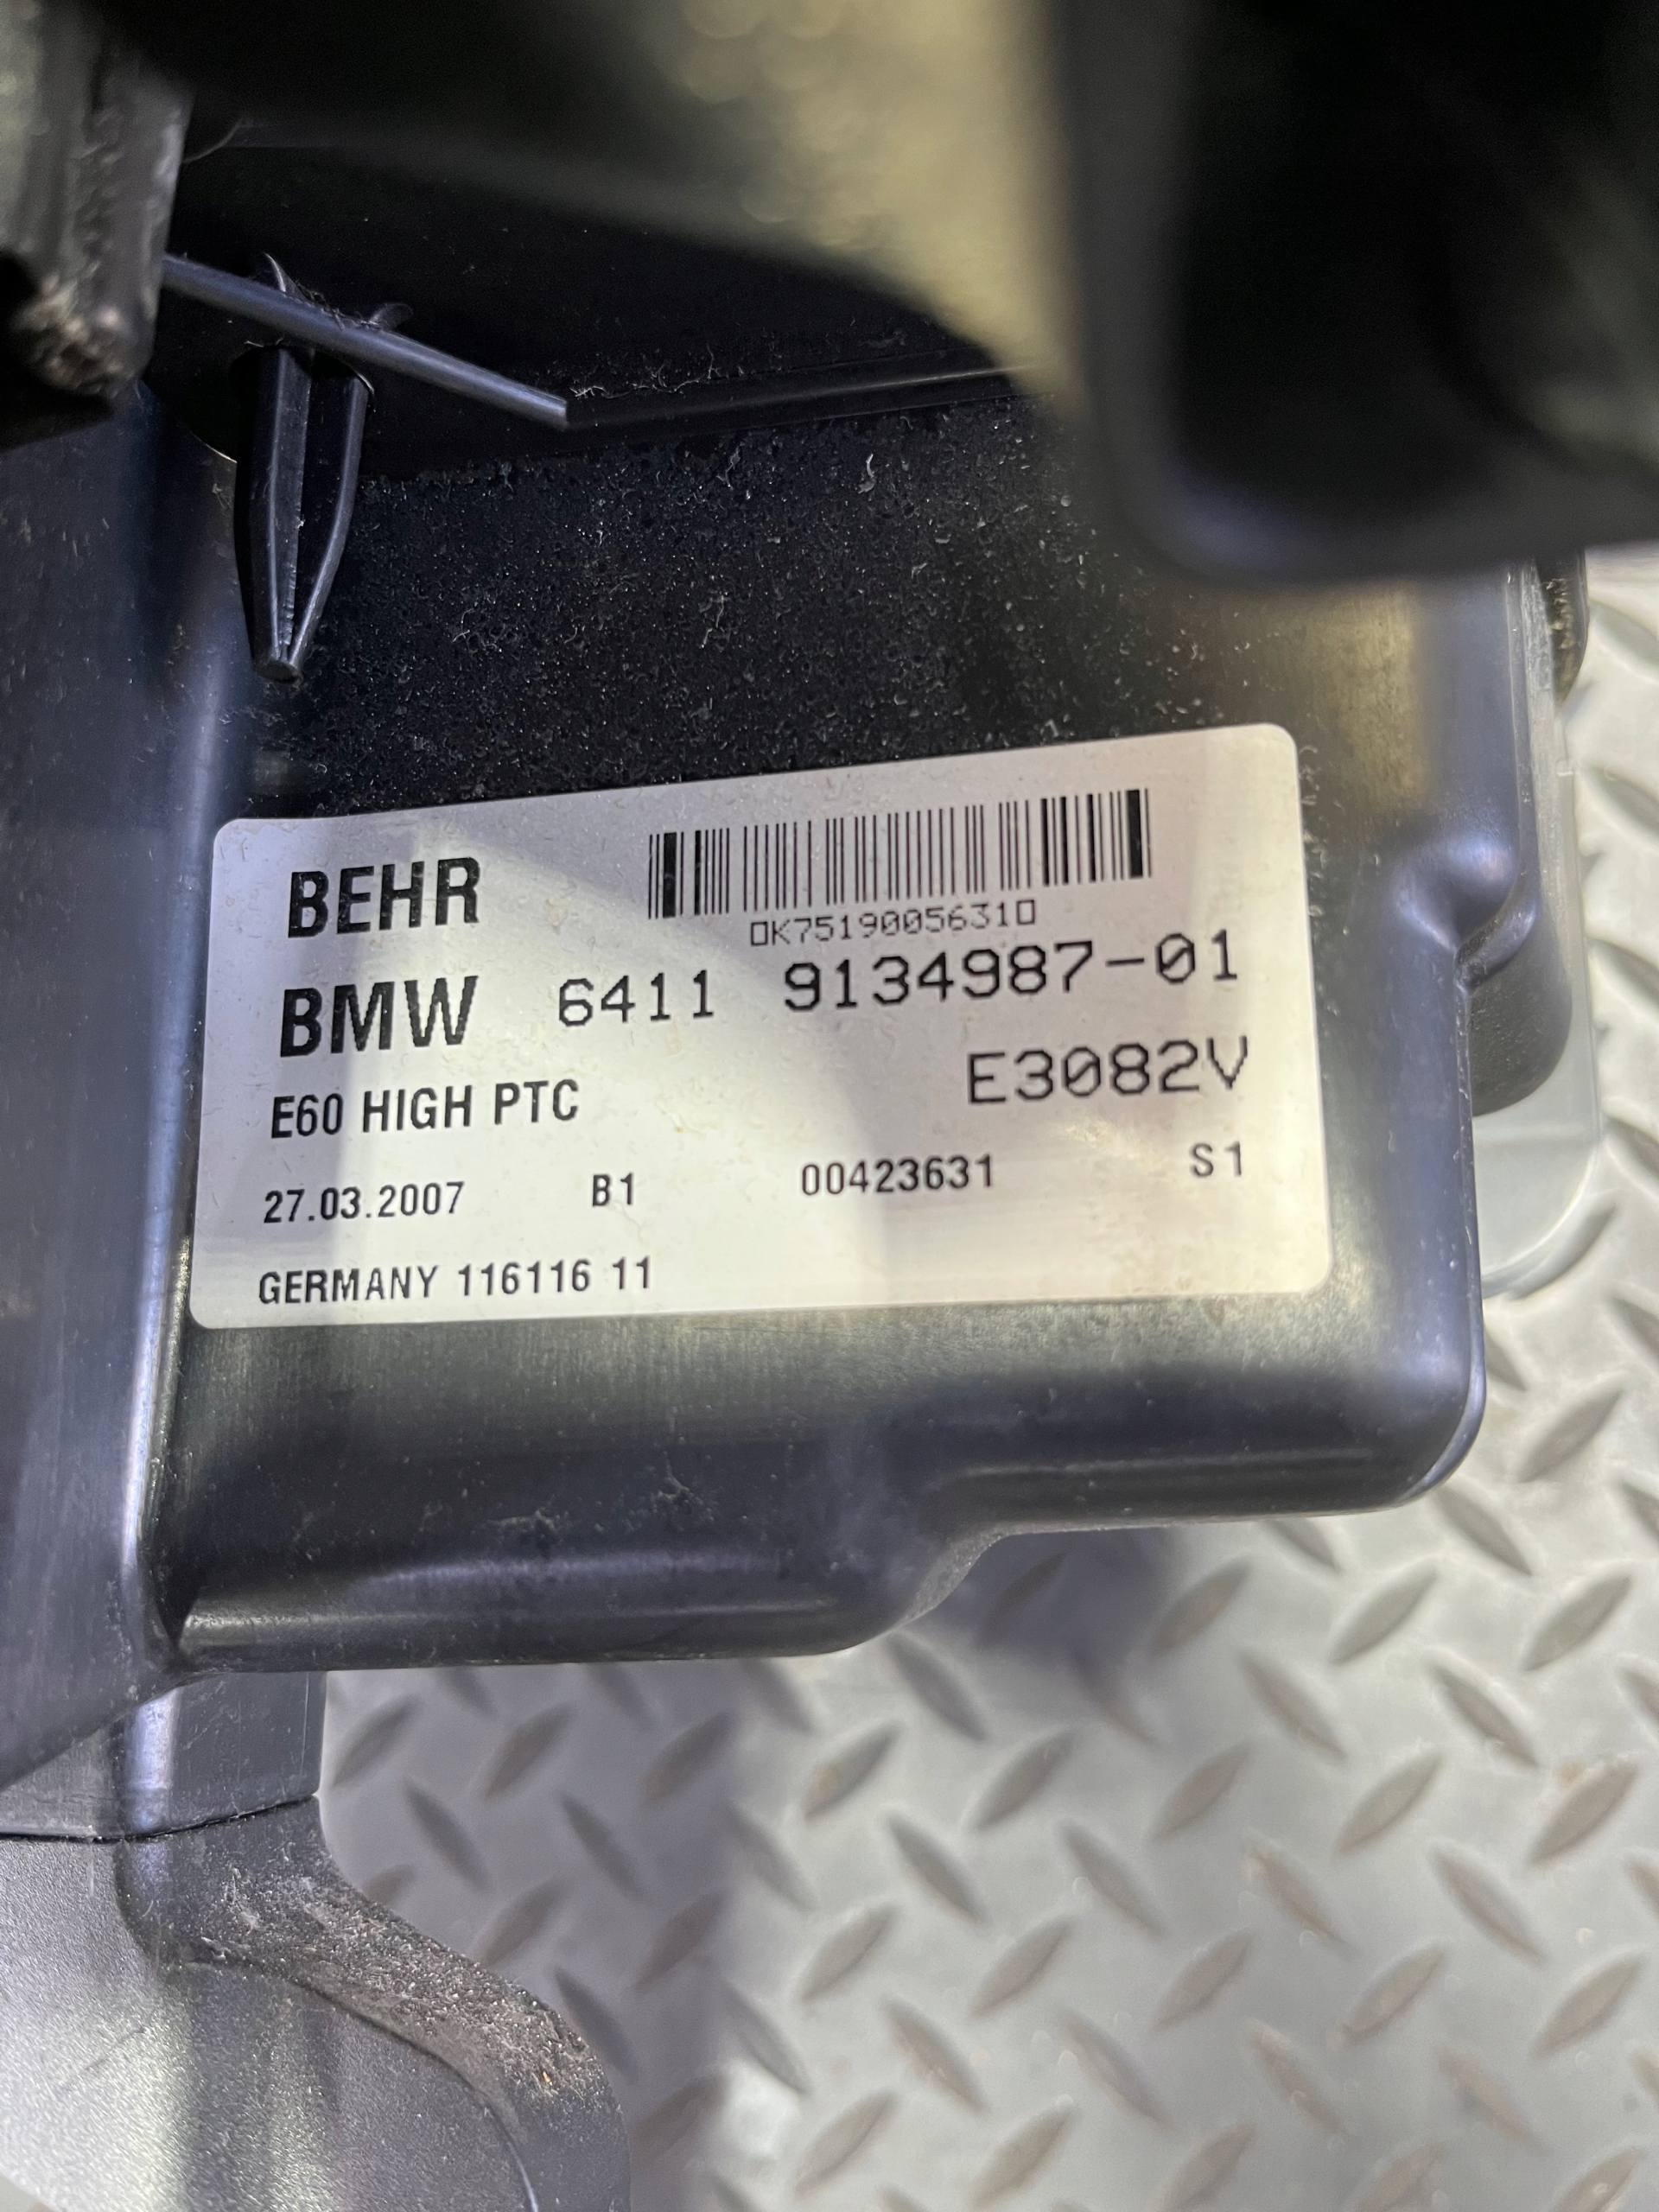 BEHR
0K75190056310
BMW 6411 9134987-01
E60 HIGH PTC E3082V
27.03.2007 B1 00423631 S1
GERMANY 116116 11